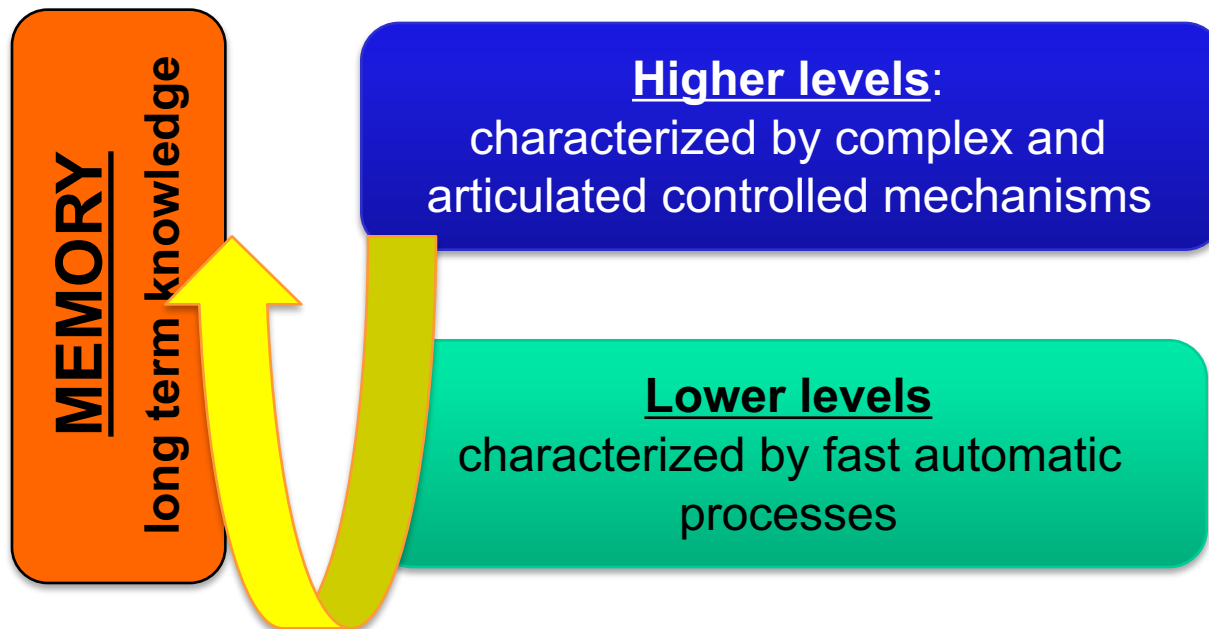 MEMORY
long term knowledge
Higher levels:
characterized by complex and
articulated controlled mechanisms
Lower levels
characterized by fast automatic
processes